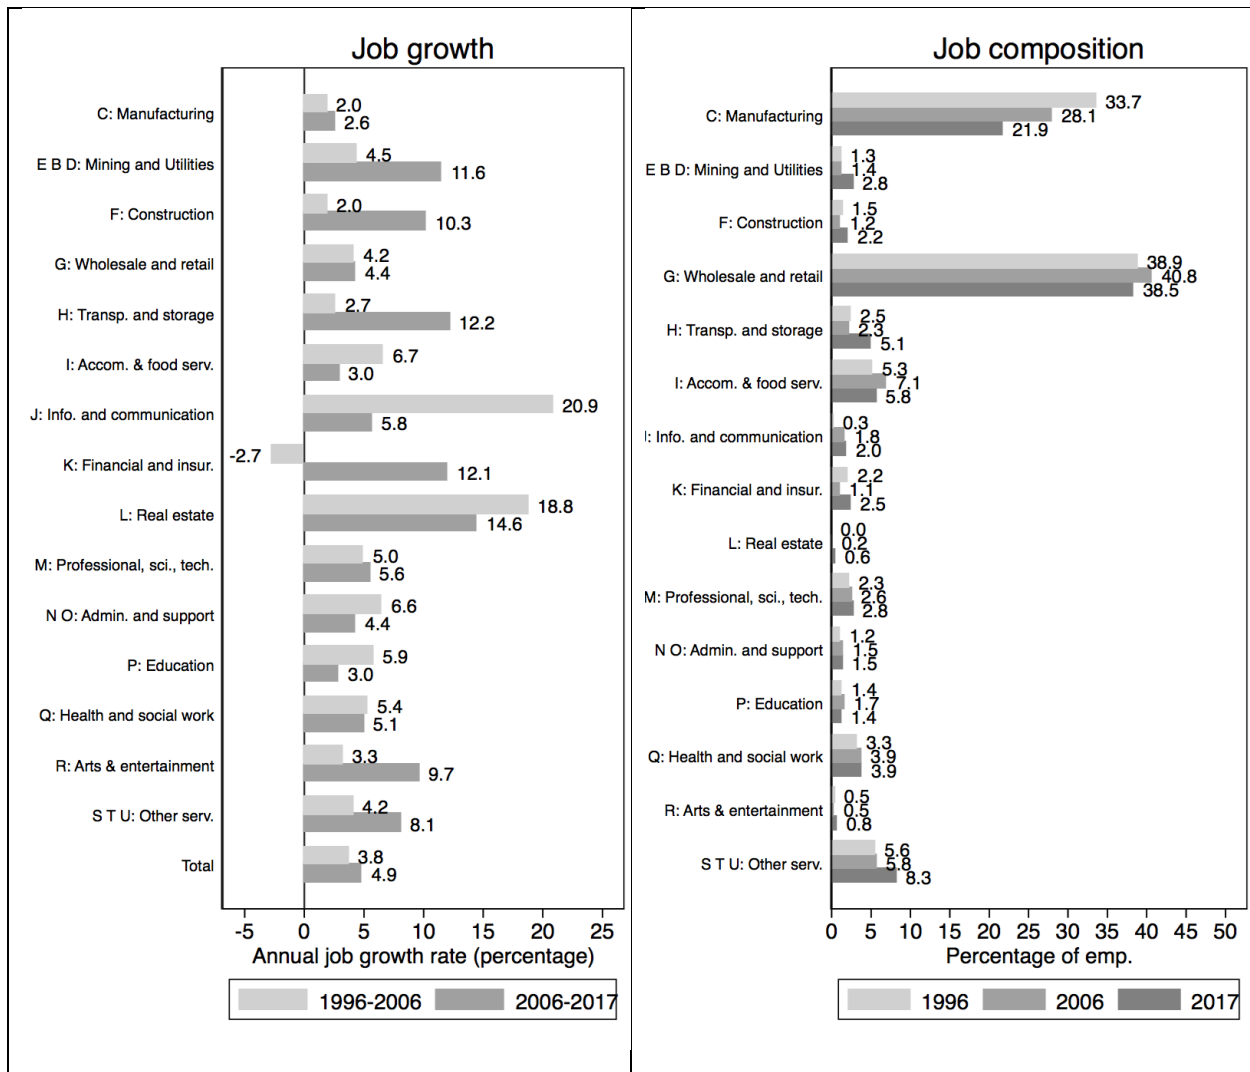 Job growth
C: Manufacturing
2.0
2.6
E B D: Mining and Utilities
4.5
11.6
F: Construction
2.0
10.3
G: Wholesale and retail
4.2
4.4
H: Transp. and storage
2.7
12.2
I: Accom. & food serv.
6.7
3.0
J: Info. and communication
20.9
5.8
K: Financial and insur.
-2.7
12.1
L: Real estate
18.8
14.6
M: Professional, sci., tech.
5.0
5.6
N O: Admin. and support
6.6
4.4
P: Education
5.9
3.0
Q: Health and social work
5.4
5.1
R: Arts & entertainment
3.3
9.7
S T U: Other serv.
4.2
8.1
Total
3.8
4.9
-5 0 5 10 15 20 25
Annual job growth rate (percentage)
1996-2006 2006-2017
Job composition
C: Manufacturing
33.7
28.1
21.9
E B D: Mining and Utilities
1.3
1.4
2.8
F: Construction
1.5
1.2
2.2
G: Wholesale and retail
38.9
40.8
38.5
H: Transp. and storage
2.5
2.3
5.1
I: Accom. & food serv.
5.3
7.1
5.8
J: Info. and communication
0.3
1.8
2.0
K: Financial and insur.
2.2
1.1
2.5
L: Real estate
0.0
0.2
0.6
M: Professional, sci., tech.
2.3
2.6
2.8
N O: Admin. and support
1.2
1.5
1.5
P: Education
1.4
1.7
1.4
Q: Health and social work
3.3
3.9
3.9
R: Arts & entertainment
0.5
0.5
0.8
S T U: Other serv.
5.6
5.8
8.3
0 5 10 15 20 25 30 35 40 45 50
Percentage of emp.
1996 2006 2017